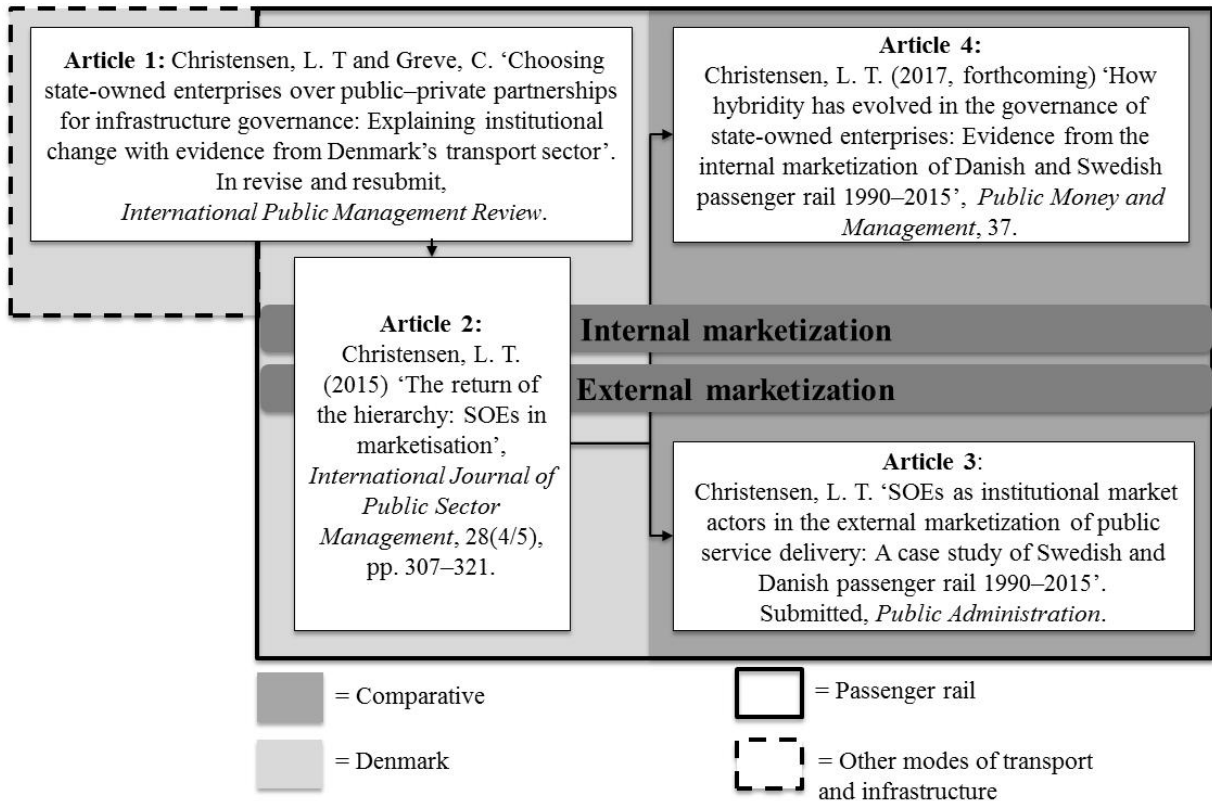 Article 1: Christensen, L. T and Greve, C. ‘Choosing
state-owned enterprises over public–private partnerships
for infrastructure governance: Explaining institutional
change with evidence from Denmark’s transport sector’.
In revise and resubmit,
International Public Management Review.
Article 4:
Christensen, L. T. (2017, forthcoming) ‘How
hybridity has evolved in the governance of
state-owned enterprises: Evidence from the
internal marketization of Danish and Swedish
passenger rail 1990–2015’, Public Money and
Management, 37.
Article 2:
Christensen, L. T.
(2015) ‘The return of
the hierarchy: SOEs in
marketisation’,
International Journal of
Public Sector
Management, 28(4/5),
pp. 307–321.
Internal marketization
External marketization
Article 3:
Christensen, L. T. ‘SOEs as institutional market
actors in the external marketization of public
service delivery: A case study of Swedish and
Danish passenger rail 1990–2015’.
Submitted, Public Administration.
= Comparative
= Denmark
= Passenger rail
= Other modes of transport
and infrastructure